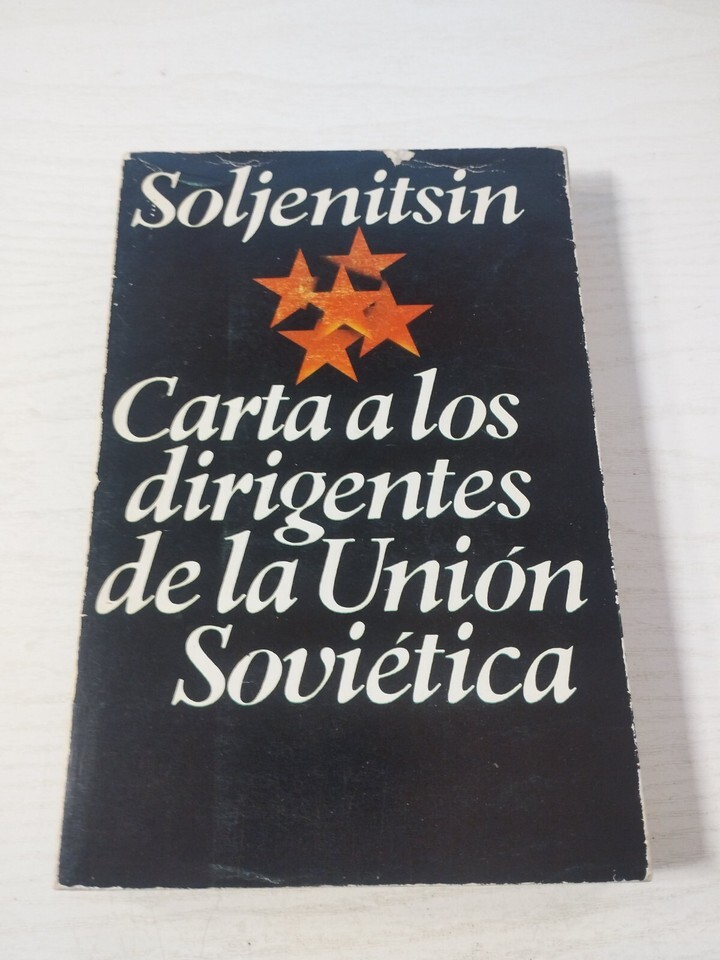 Soljenitsin
Carta a los
dirigentes
de la Unión
Soviética